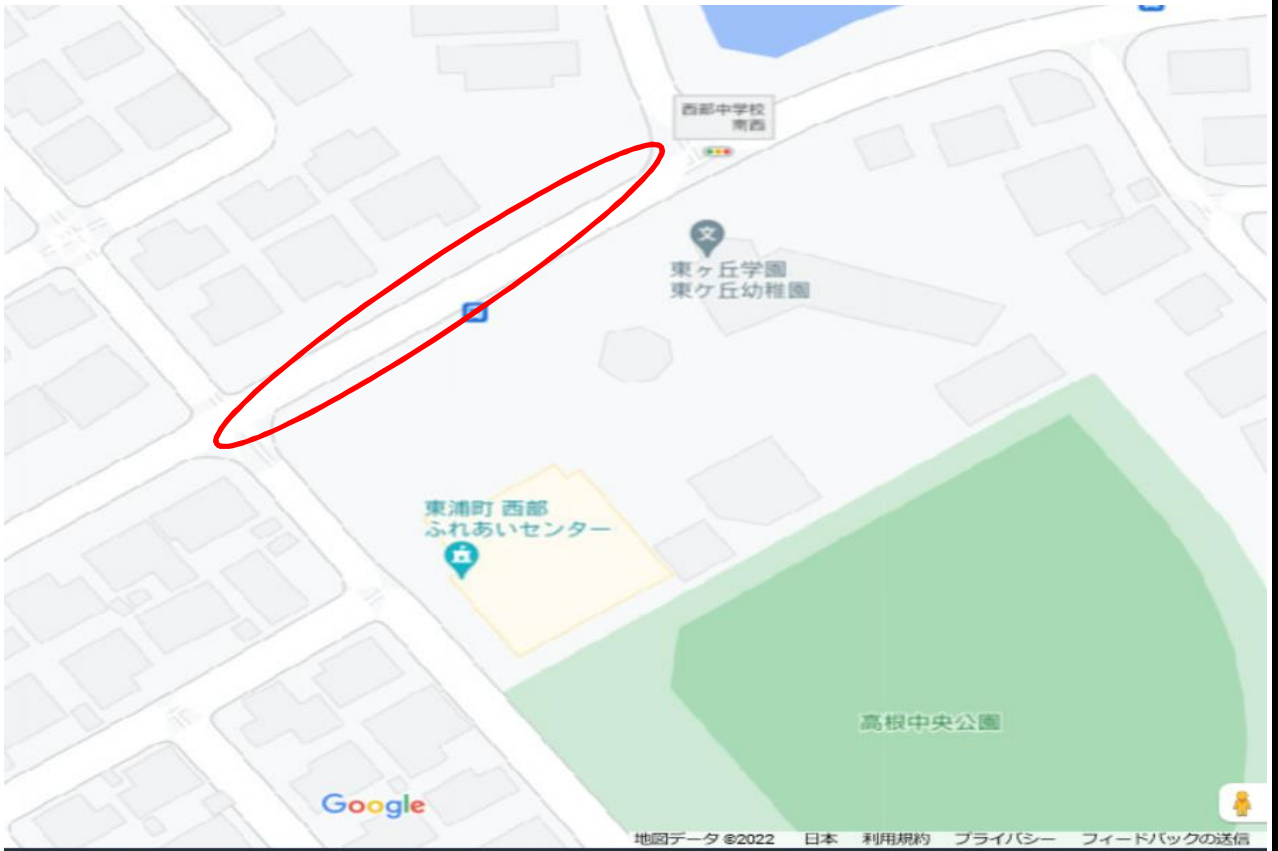 西部中学校
南西
東ヶ丘学園
東ケ丘幼稚園
東浦町 西部
ふれあいセンター
高根中央公園
Google
地図データ ©2022 日本 利用規約 プライバシー フィードバックの送信